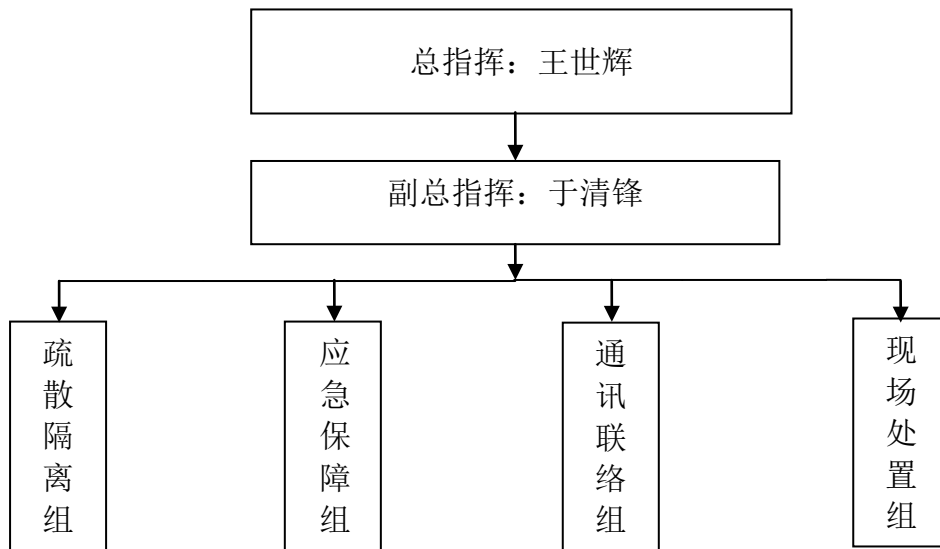 总指挥：王世辉
副总指挥：于清锋
疏散隔离组
应急保障组
通讯联络组
现场处置组